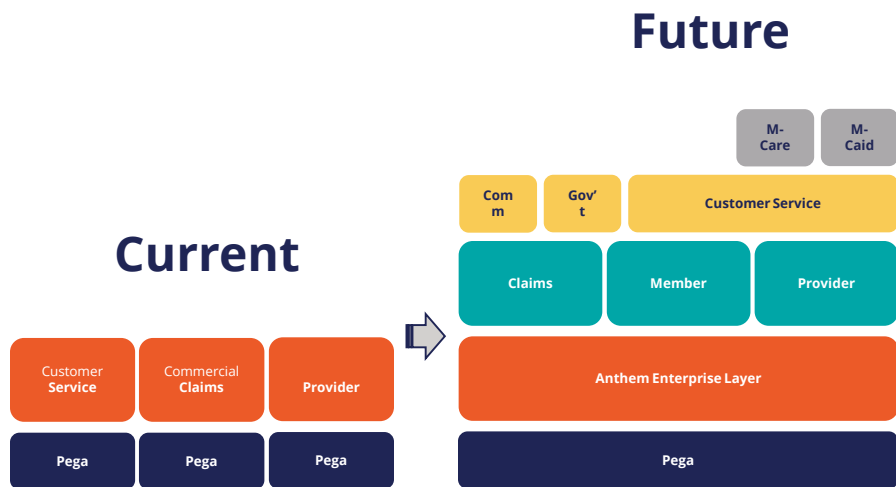 Future
M-
Care
M-
Caid
Com
m
Gov'
t
Customer Service
Current
Claims
Member
Provider
Customer
Service
Commercial
Claims
Provider
Anthem Enterprise Layer
Pega
Pega
Pega
Pega